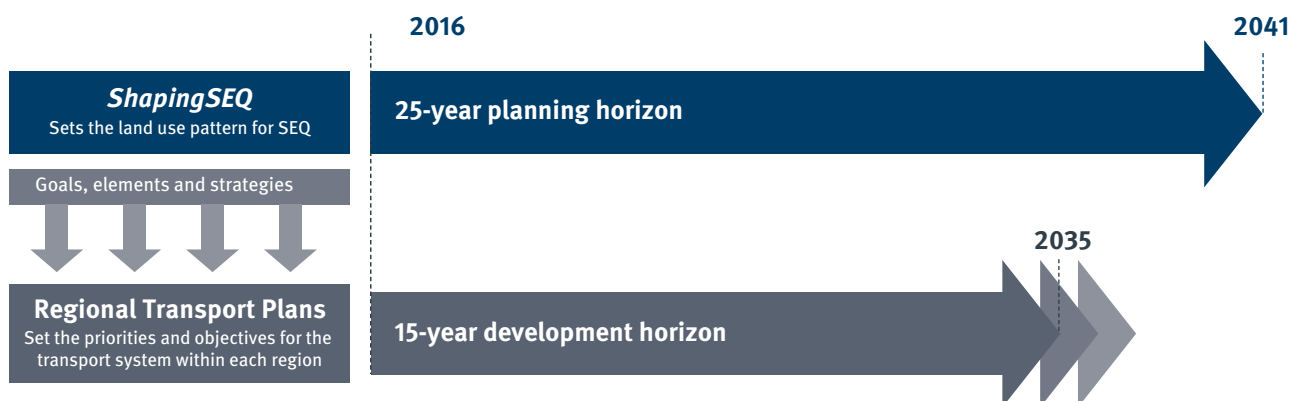 2016
2041
ShapingSEQ
Sets the land use pattern for SEQ
25-year planning horizon
Goals, elements and strategies
2035
Regional Transport Plans
Set the priorities and objectives for the
transport system within each region
15-year development horizon